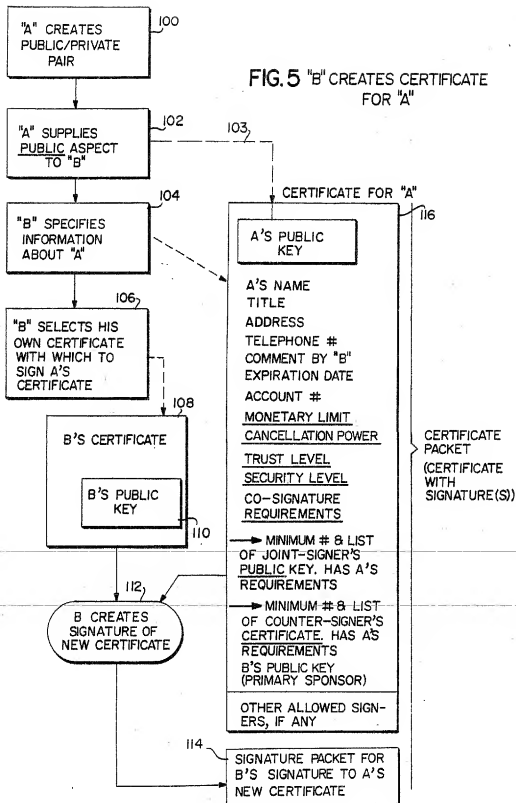 100
"A" CREATES
PUBLIC/PRIVATE
PAIR
FIG. 5 "B" CREATES CERTIFICATE
FOR "A"
102
"A" SUPPLIES
PUBLIC ASPECT
TO "B"
103
104
"B" SPECIFIES
INFORMATION
ABOUT "A"
106
"B" SELECTS HIS
OWN CERTIFICATE
WITH WHICH TO
SIGN A'S
CERTIFICATE
108
B'S CERTIFICATE
B'S PUBLIC
KEY
110
112
B CREATES
SIGNATURE OF
NEW CERTIFICATE
CERTIFICATE FOR "A"
116
A'S PUBLIC
KEY
A'S NAME
TITLE
ADDRESS
TELEPHONE #
COMMENT BY "B"
EXPIRATION DATE
ACCOUNT #
MONETARY LIMIT
CANCELLATION POWER
TRUST LEVEL
SECURITY LEVEL
CO-SIGNATURE
REQUIREMENTS
MINIMUM # & LIST
OF JOINT-SIGNER'S
PUBLIC KEY. HAS A'S
REQUIREMENTS
MINIMUM # & LIST
OF COUNTER-SIGNER'S
CERTIFICATE. HAS A'S
REQUIREMENTS
B'S PUBLIC KEY
(PRIMARY SPONSOR)
OTHER ALLOWED SIGN-
ERS, IF ANY
CERTIFICATE
PACKET
(CERTIFICATE
WITH
SIGNATURE(S))
114
SIGNATURE PACKET FOR
B'S SIGNATURE TO A'S
NEW CERTIFICATE